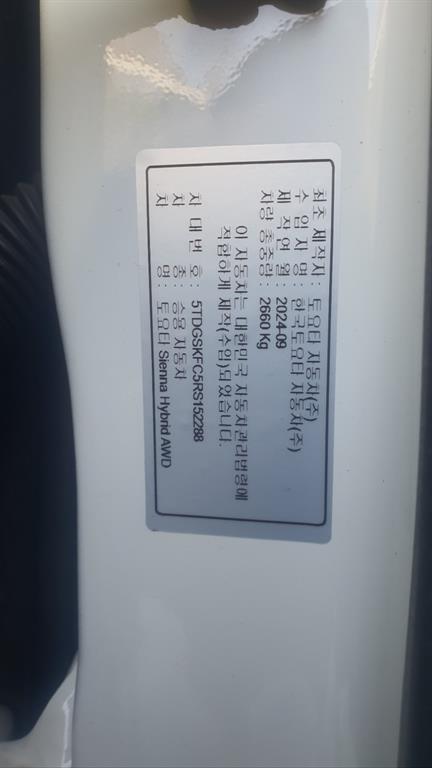 최초 제작자: 토요타 자동차(주)
수 입 사 명: 한국토요타 자동차(주)
제 작 연 월: 2024-09
차량 총중량: 2660 Kg
이 자동차는 대한민국 자동차관리법령에
적합하게 제작(수입)되었습니다.
차 대 번 호: 5TDGSKFC5RS152288
차 종: 승용 자동차
차 명: 토요타 Sienna Hybrid AWD